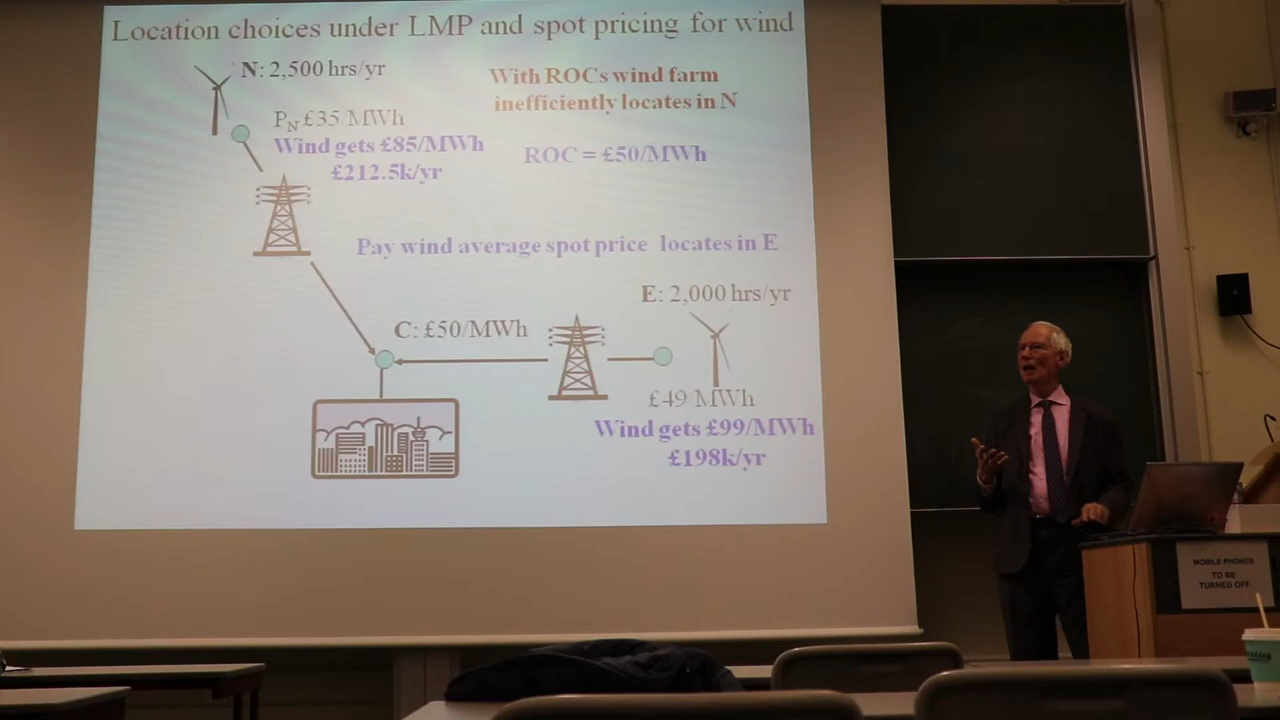 Location choices under LMP and spot pricing for wind
N: 2,500 hrs/yr
With ROCs wind farm
inefficiently locates in N
PN £35/MWh
Wind gets £85/MWh
£212.5k/yr
ROC = £50/MWh
Pay wind average spot price locates in E
E: 2,000 hrs/yr
C: £50/MWh
£49/MWh
Wind gets £99/MWh
£198k/yr
MOBILE PHONES
TO BE
TURNED OFF